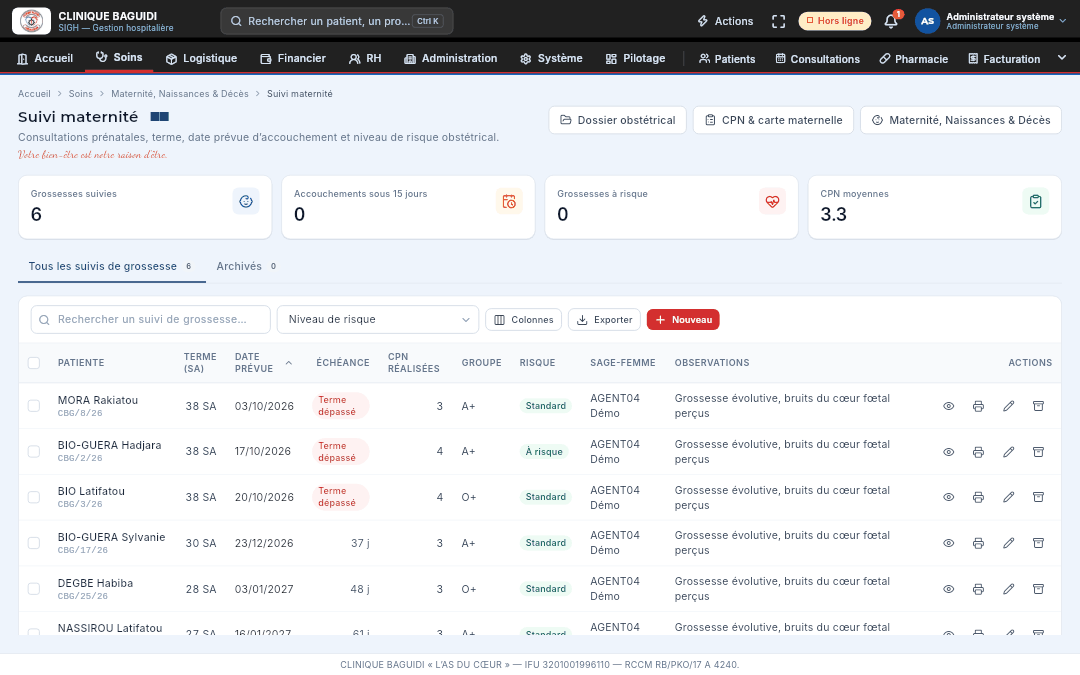 CLINIQUE BAGUIDI
SIGH — Gestion hospitalière
Rechercher un patient, un pro... Ctrl K
Actions
Hors ligne
1
AS
Administrateur système
Administrateur système
Accueil Soins Logistique Financier RH Administration Système Pilotage Patients Consultations Pharmacie Facturation
Accueil > Soins > Maternité, Naissances & Décès > Suivi maternité
Suivi maternité
Consultations prénatales, terme, date prévue d'accouchement et niveau de risque obstétrical.
Votre bien-être est notre raison d'être.
Dossier obstétrical CPN & carte maternelle Maternité, Naissances & Décès
Grossesses suivies
6
Accouchements sous 15 jours
0
Grossesses à risque
0
CPN moyennes
3.3
Tous les suivis de grossesse 6 Archivés 0
Rechercher un suivi de grossesse... Niveau de risque Colonnes Exporter + Nouveau
PATIENTE TERME (SA) DATE PRÉVUE ÉCHÉANCE CPN RÉALISÉES GROUPE RISQUE SAGE-FEMME OBSERVATIONS ACTIONS
MORA Rakiatou 38 SA 03/10/2026 Terme dépassé 3 A+ Standard AGENT04 Démo Grossesse évolutive, bruits du cœur fœtal perçus
CBG/8/26
BIO-GUERA Hadjara 38 SA 17/10/2026 Terme dépassé 4 A+ À risque AGENT04 Démo Grossesse évolutive, bruits du cœur fœtal perçus
CBG/2/26
BIO Latifatou 38 SA 20/10/2026 Terme dépassé 4 O+ Standard AGENT04 Démo Grossesse évolutive, bruits du cœur fœtal perçus
CBG/3/26
BIO-GUERA Sylvanie 30 SA 23/12/2026 37 j 3 A+ Standard AGENT04 Démo Grossesse évolutive, bruits du cœur fœtal perçus
CBG/17/26
DEGBE Habiba 28 SA 03/01/2027 48 j 3 O+ Standard AGENT04 Démo Grossesse évolutive, bruits du cœur fœtal perçus
CBG/25/26
NASSIROU Latifatou 27 SA 16/01/2027 61 j 3 A+ Standard AGENT04 Grossesse évolutive, bruits du cœur fœtal
CLINIQUE BAGUIDI « L'AS DU CŒUR » — IFU 3201001996110 — RCCM RB/PKO/17 A 4240.